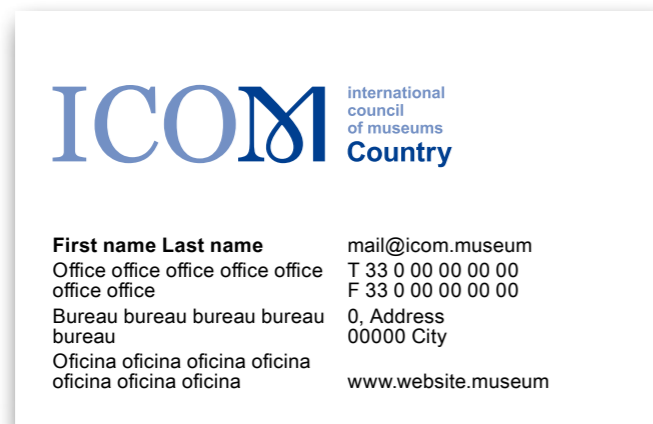 ICOM
international
council
of museums
Country
First name Last name
Office office office office office
office office
Bureau bureau bureau bureau
bureau
Oficina oficina oficina oficina
oficina oficina oficina
mail@icom.museum
T 33 0 00 00 00 00
F 33 0 00 00 00 00
0, Address
00000 City
www.website.museum